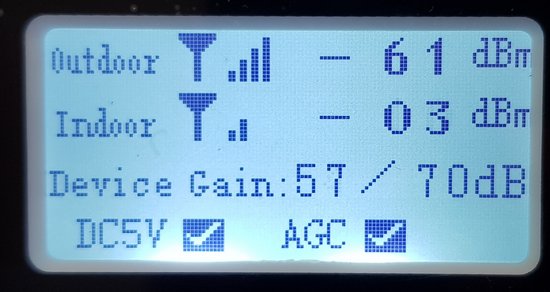 Outdoor - 61 dBm
Indoor - 03 dBm
Device Gain:57/70dB
DC5V AGC